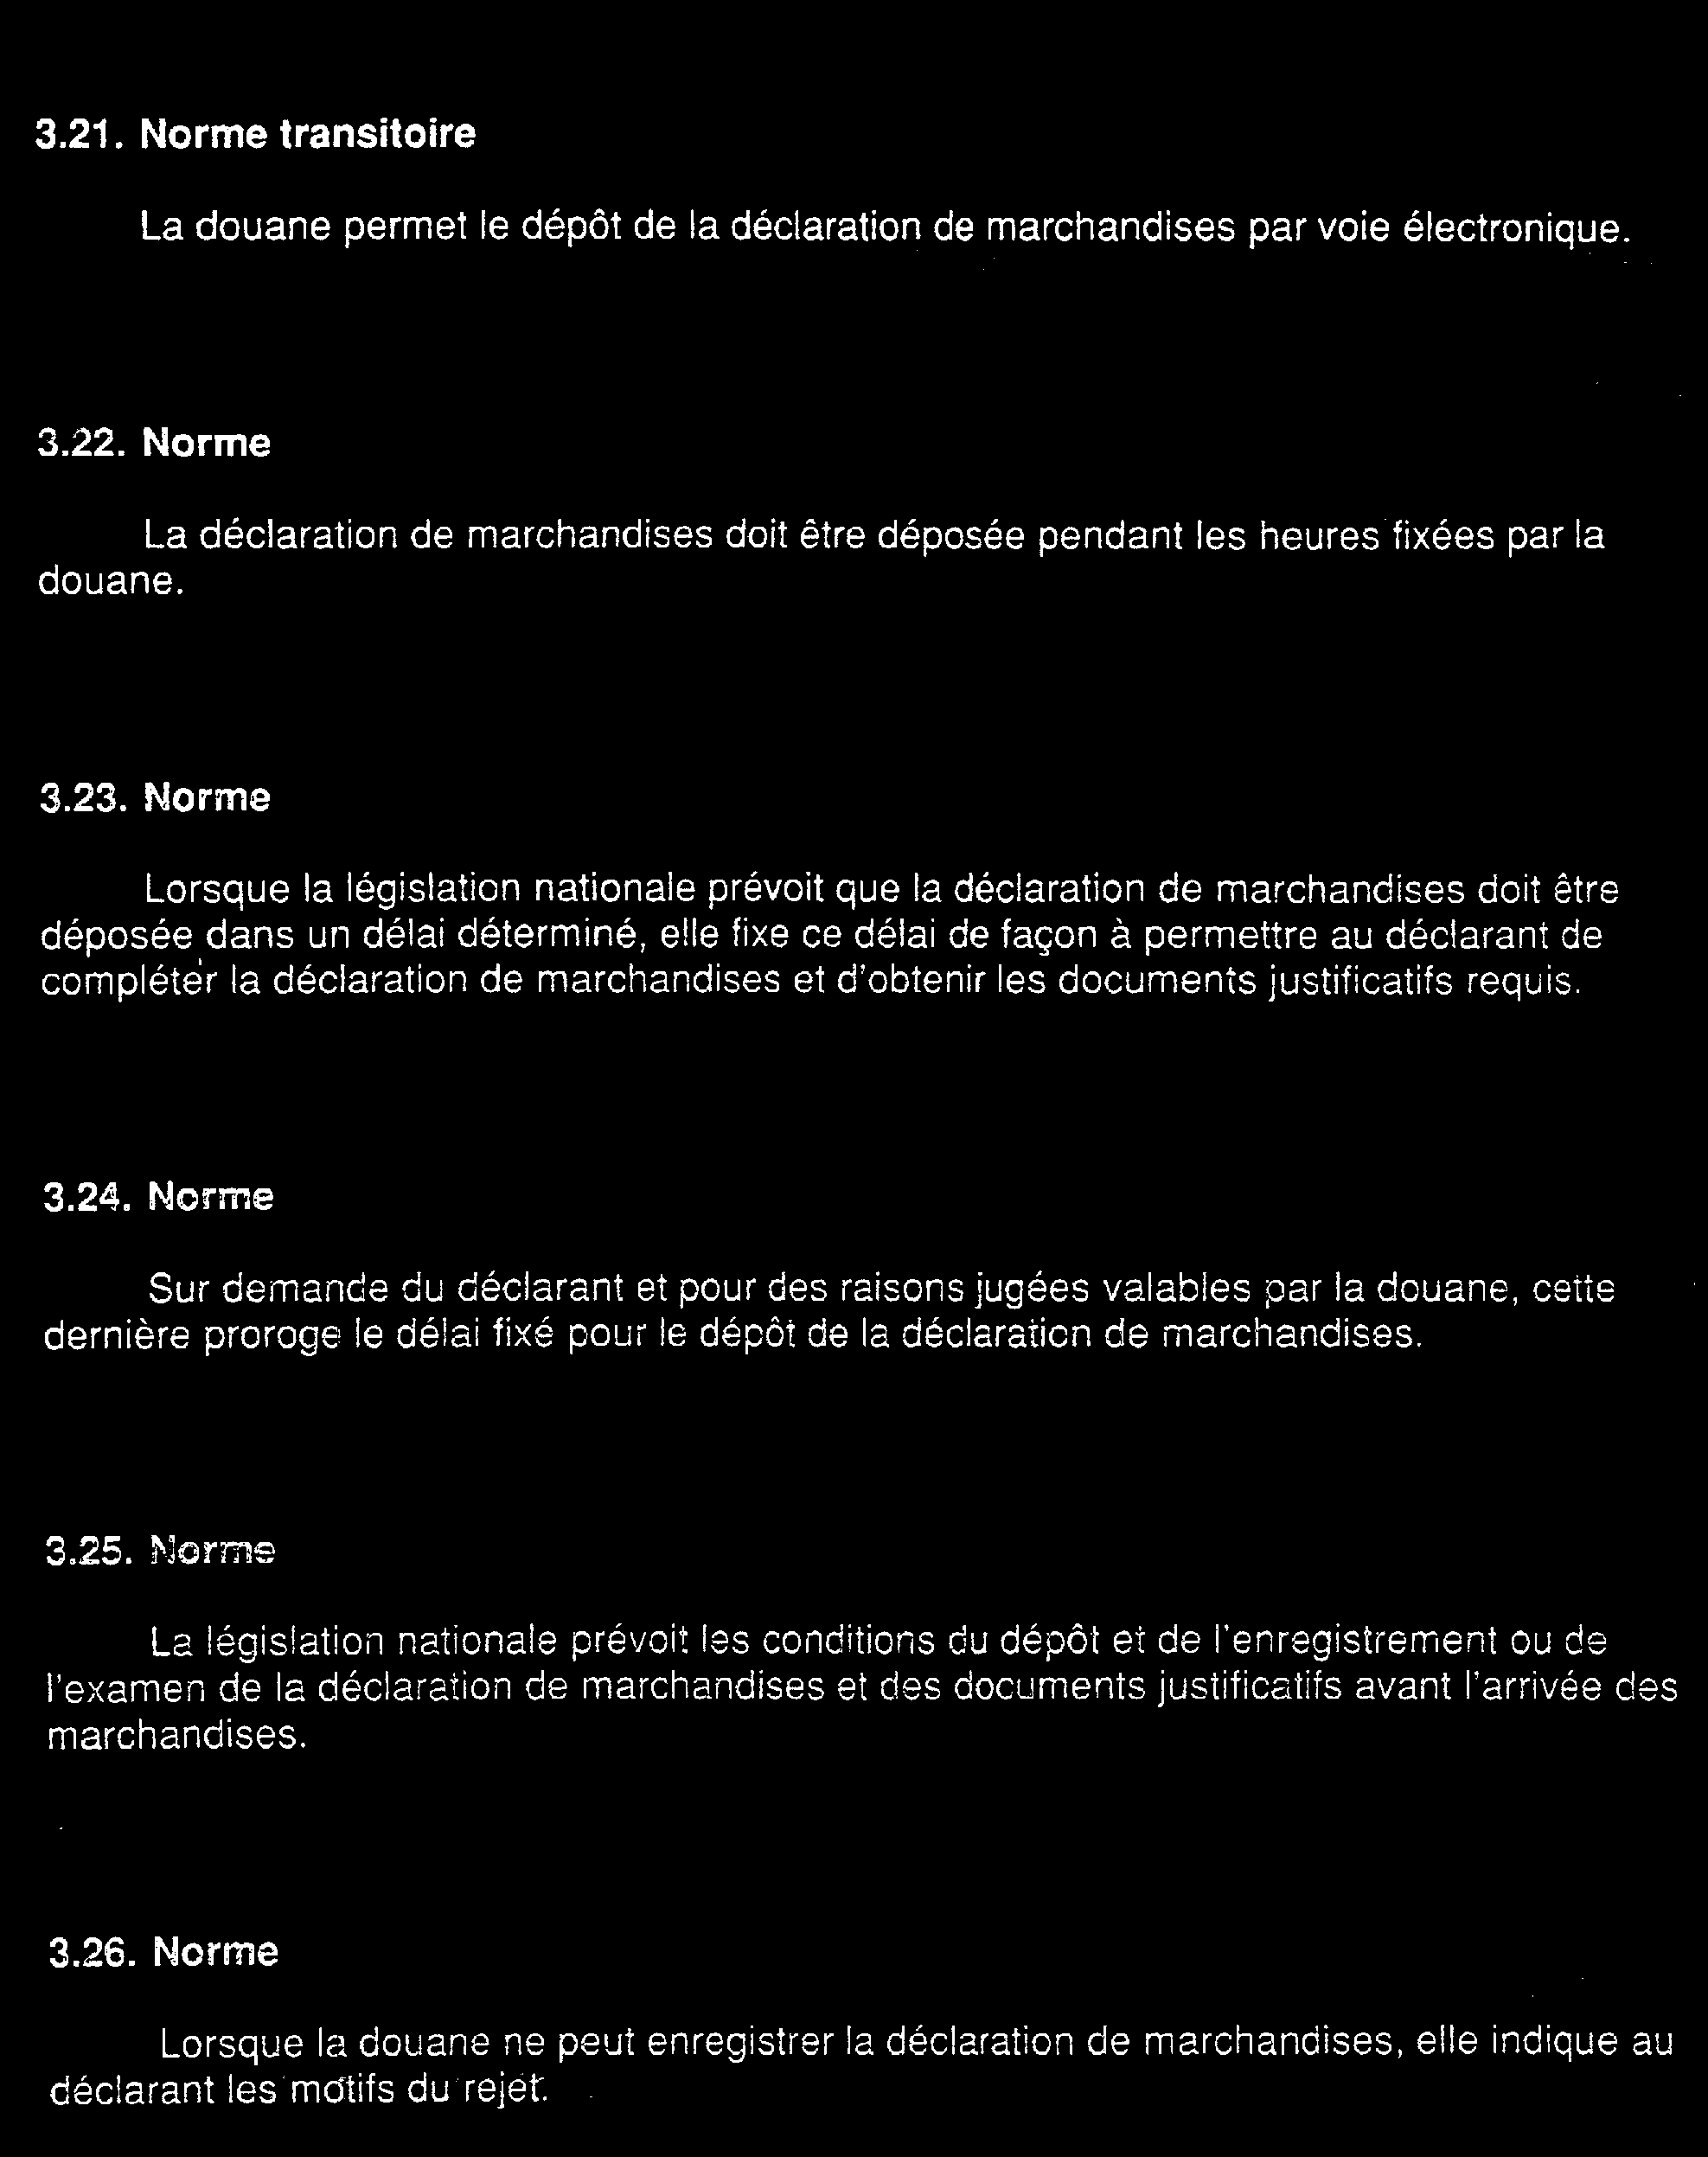 3.21. Norme transitoire
La douane permet le dépôt de la déclaration de marchandises par voie électronique.
3.22. Norme
La déclaration de marchandises doit être déposée pendant les heures fixées par la
douane.
3.23. Norme
Lorsque la législation nationale prévoit que la déclaration de marchandises doit être
déposée dans un délai déterminé, elle fixe ce délai de façon à permettre au déclarant de
compléter la déclaration de marchandises et d'obtenir les documents justificatifs requis.
3.24. Norme
Sur demande du déclarant et pour des raisons jugées valables par la douane, cette
dernière proroge le délai fixé pour le dépôt de la déclaration de marchandises.
3.25. Norme
La législation nationale prévoit les conditions du dépôt et de l'enregistrement ou de
l'examen de la déclaration de marchandises et des documents justificatifs avant l'arrivée des
marchandises.
3.26. Norme
Lorsque la douane ne peut enregistrer la déclaration de marchandises, elle indique au
déclarant les motifs du rejet.